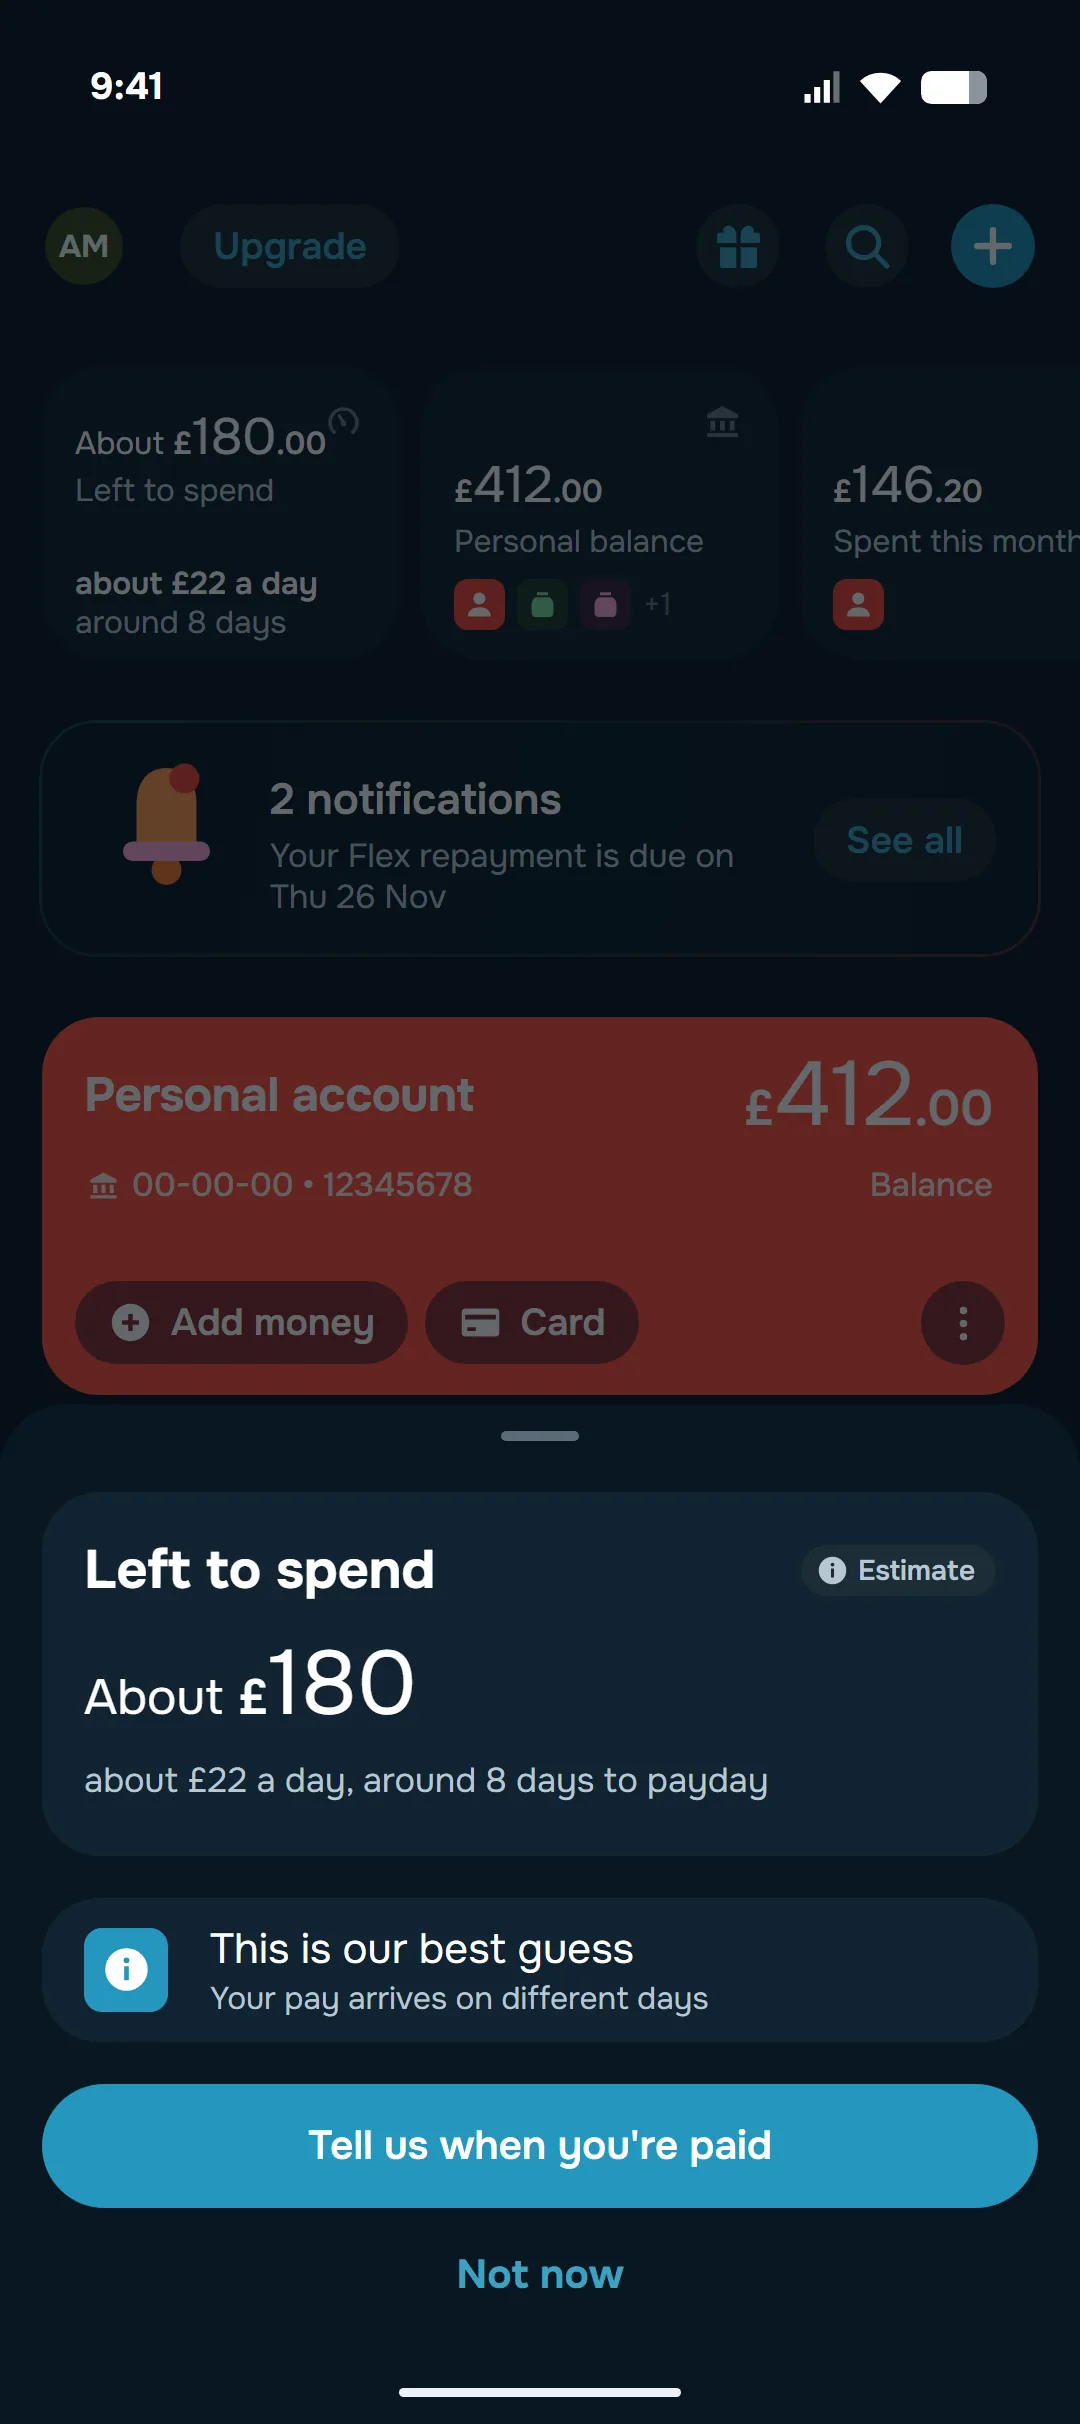 9:41
AM
Upgrade
About £180.00
Left to spend
about £22 a day
around 8 days
£412.00
Personal balance
+1
£146.20
Spent this month
2 notifications
Your Flex repayment is due on
Thu 26 Nov
See all
Personal account
£412.00
00-00-00 • 12345678
Balance
Add money
Card
Left to spend
Estimate
About £180
about £22 a day, around 8 days to payday
This is our best guess
Your pay arrives on different days
Tell us when you're paid
Not now